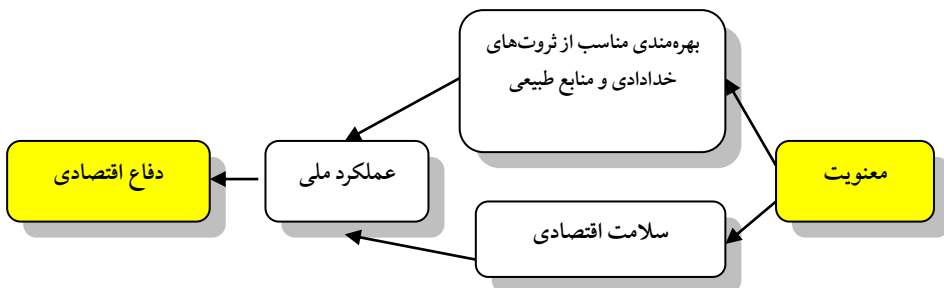 معنویت
بهره‌مندی مناسب از ثروت‌های
خدادادی و منابع طبیعی
سلامت اقتصادی
عملکرد ملی
دفاع اقتصادی